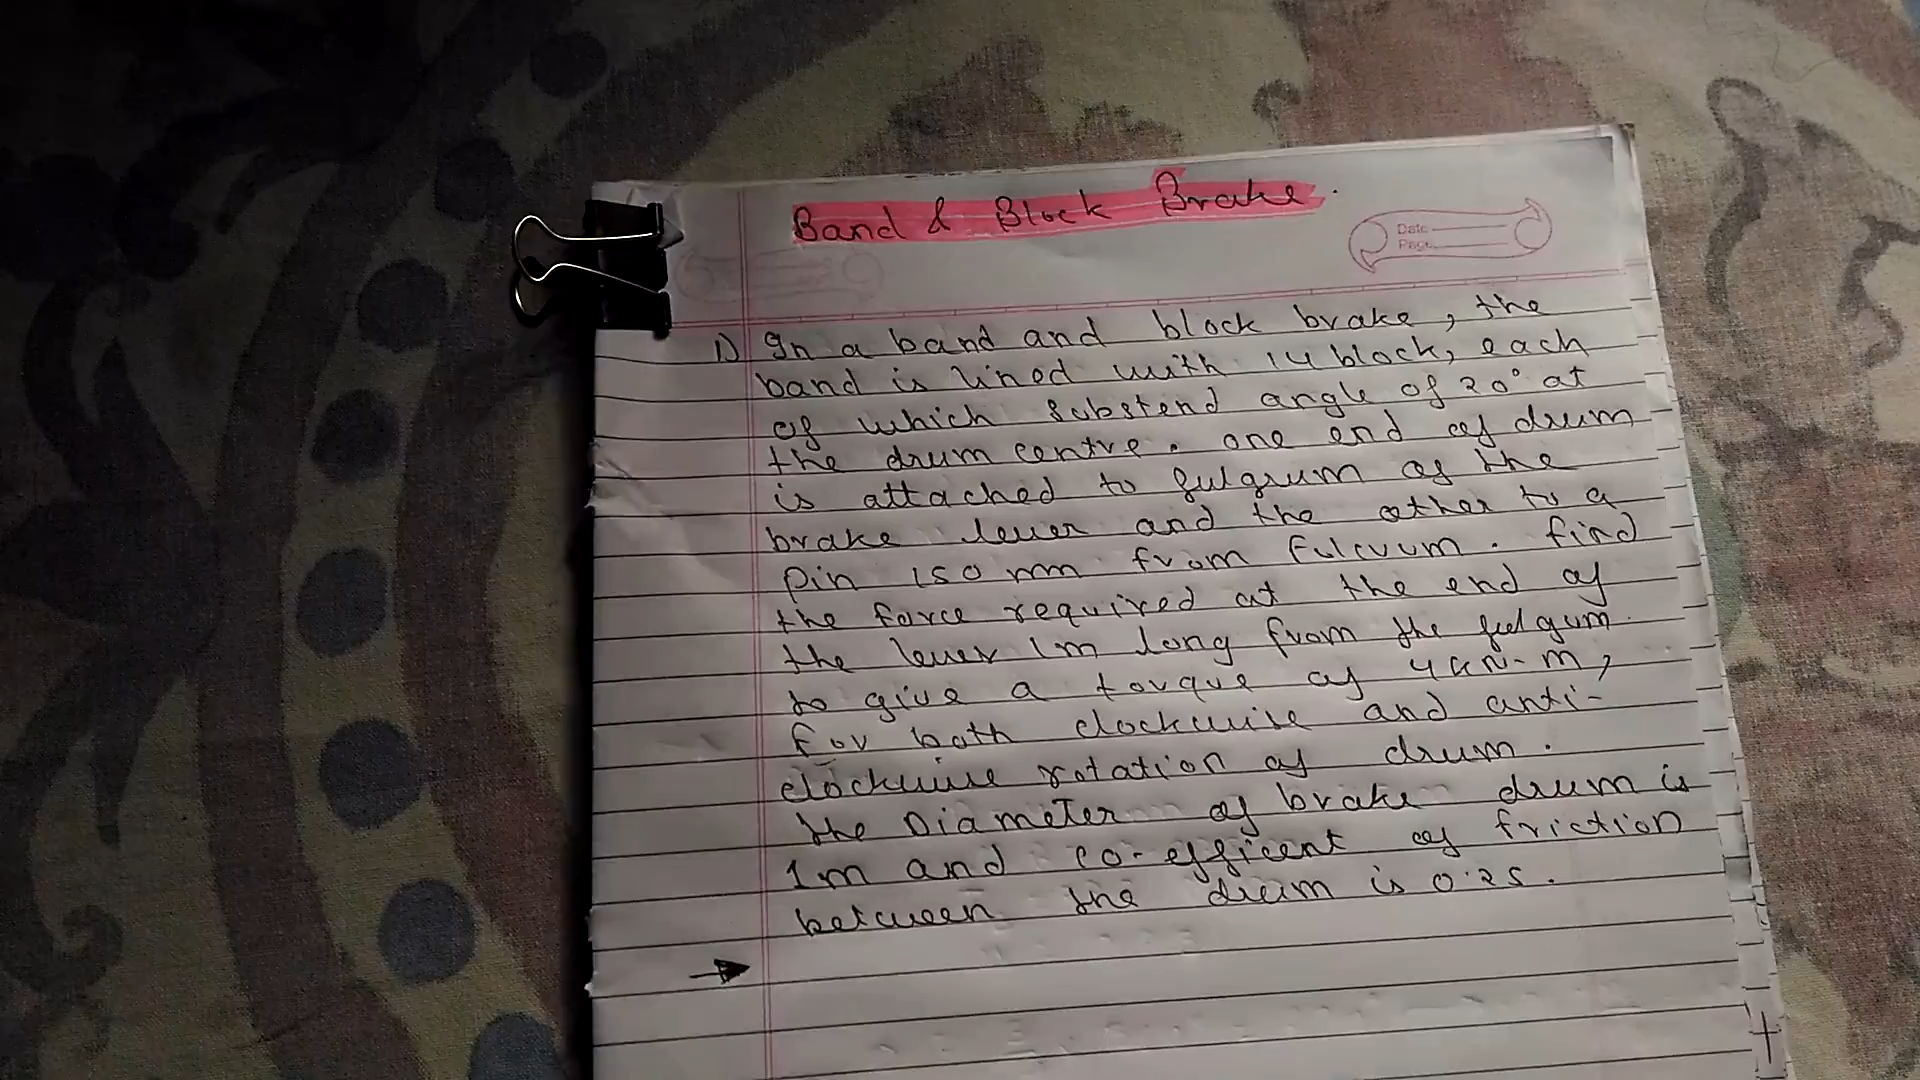 Band & Block Brake.
Date
Page
1) In a band and block brake, the
band is lined with 14 block, each
of which substend angle of 20° at
the drum centre. one end of drum
is attached to fulgrum of the
brake lever and the other to a
pin 150 mm from fulcrum. find
the force required at the end of
the lever 1m long from the fulgum.
to give a torque of 4 kN-m,
for both clockwise and anti-
clockwise rotation of drum.
the Diameter of brake drum is
1m and co-efficent of friction
between the drum is 0.25.